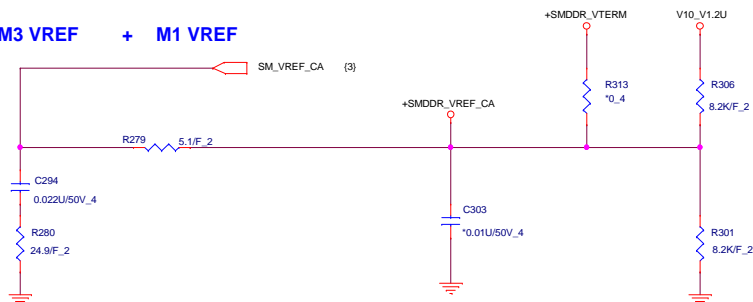 M3 VREF + M1 VREF
+SMDDR_VTERM
V10_V1.2U
SM_VREF_CA {3}
R313
*0_4
R306
8.2K/F_2
+SMDDR_VREF_CA
R279
5.1/F_2
C294
0.022U/50V_4
C303
*0.01U/50V_4
R280
24.9/F_2
R301
8.2K/F_2